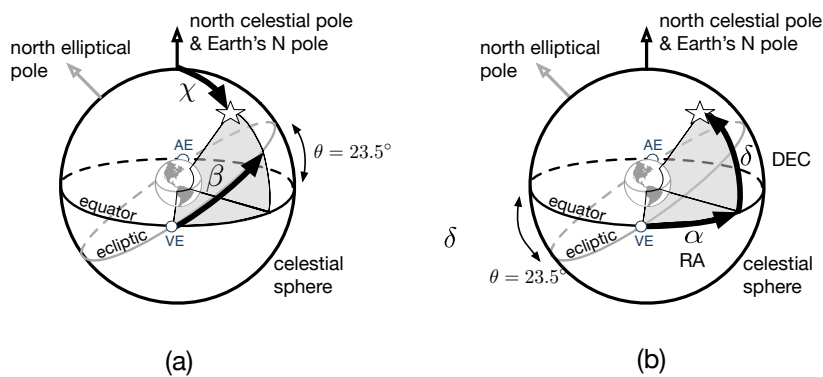 north celestial pole
& Earth's N pole
north elliptical
pole
χ
AE
θ = 23.5°
β
equator
ecliptic
VE
celestial
sphere
(a)
north celestial pole
& Earth's N pole
north elliptical
pole
AE
δ
DEC
equator
ecliptic
VE
δ
α
RA
θ = 23.5°
celestial
sphere
(b)